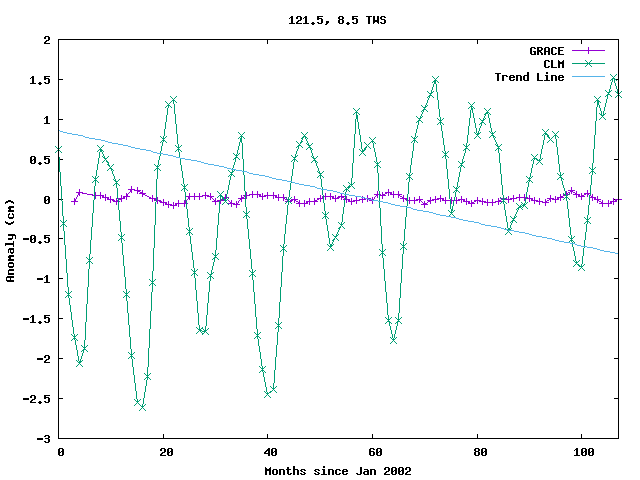 121.5, 8.5 TWS
GRACE
CLM
Trend Line
2
1.5
1
0.5
0
-0.5
-1
-1.5
-2
-2.5
-3
Anomaly (cm)
0 20 40 60 80 100
Months since Jan 2002